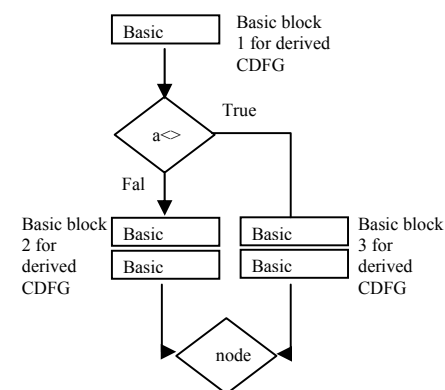 Basic
Basic block
1 for derived
CDFG
True
a<>
Fal
Basic block
2 for
derived
CDFG
Basic
Basic
Basic
Basic
Basic block
3 for
derived
CDFG
node